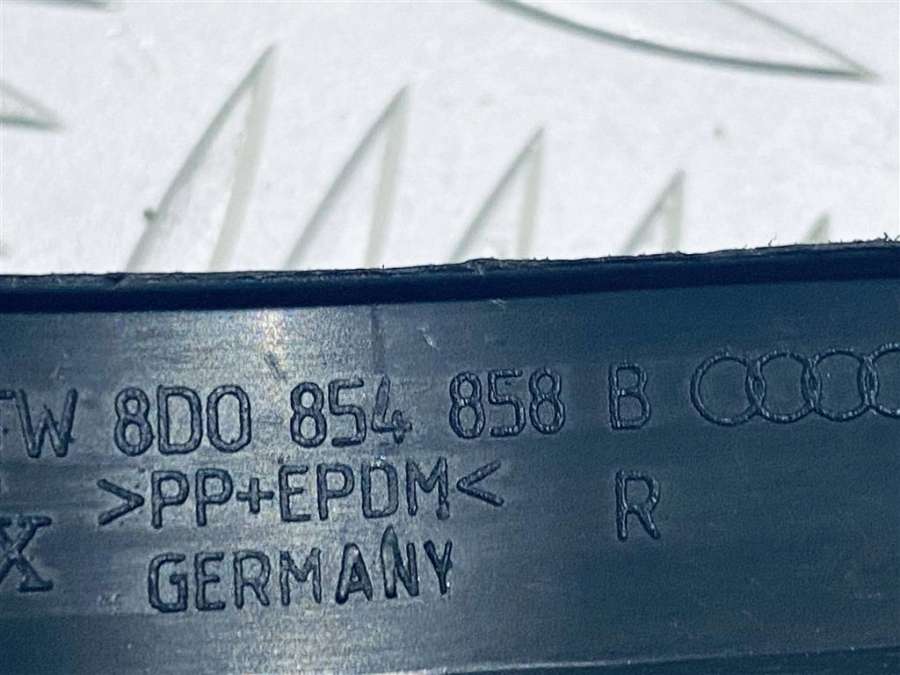 8D0 854 858 B
>PP+EPDM< R
X
GERMANY